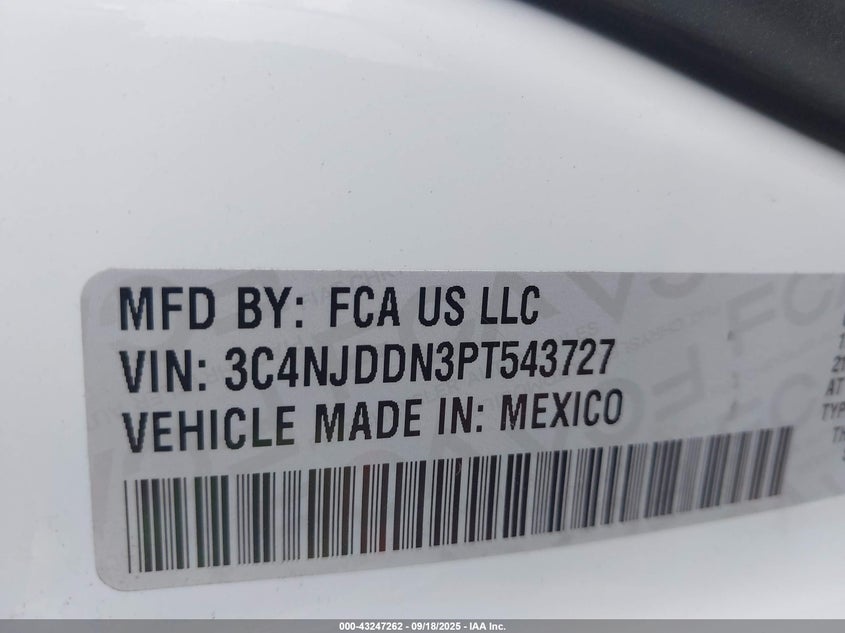 MFD BY: FCA US LLC
VIN: 3C4NJDDN3PT543727
VEHICLE MADE IN: MEXICO
000-43247262 - 09/18/2025 - IAA Inc.